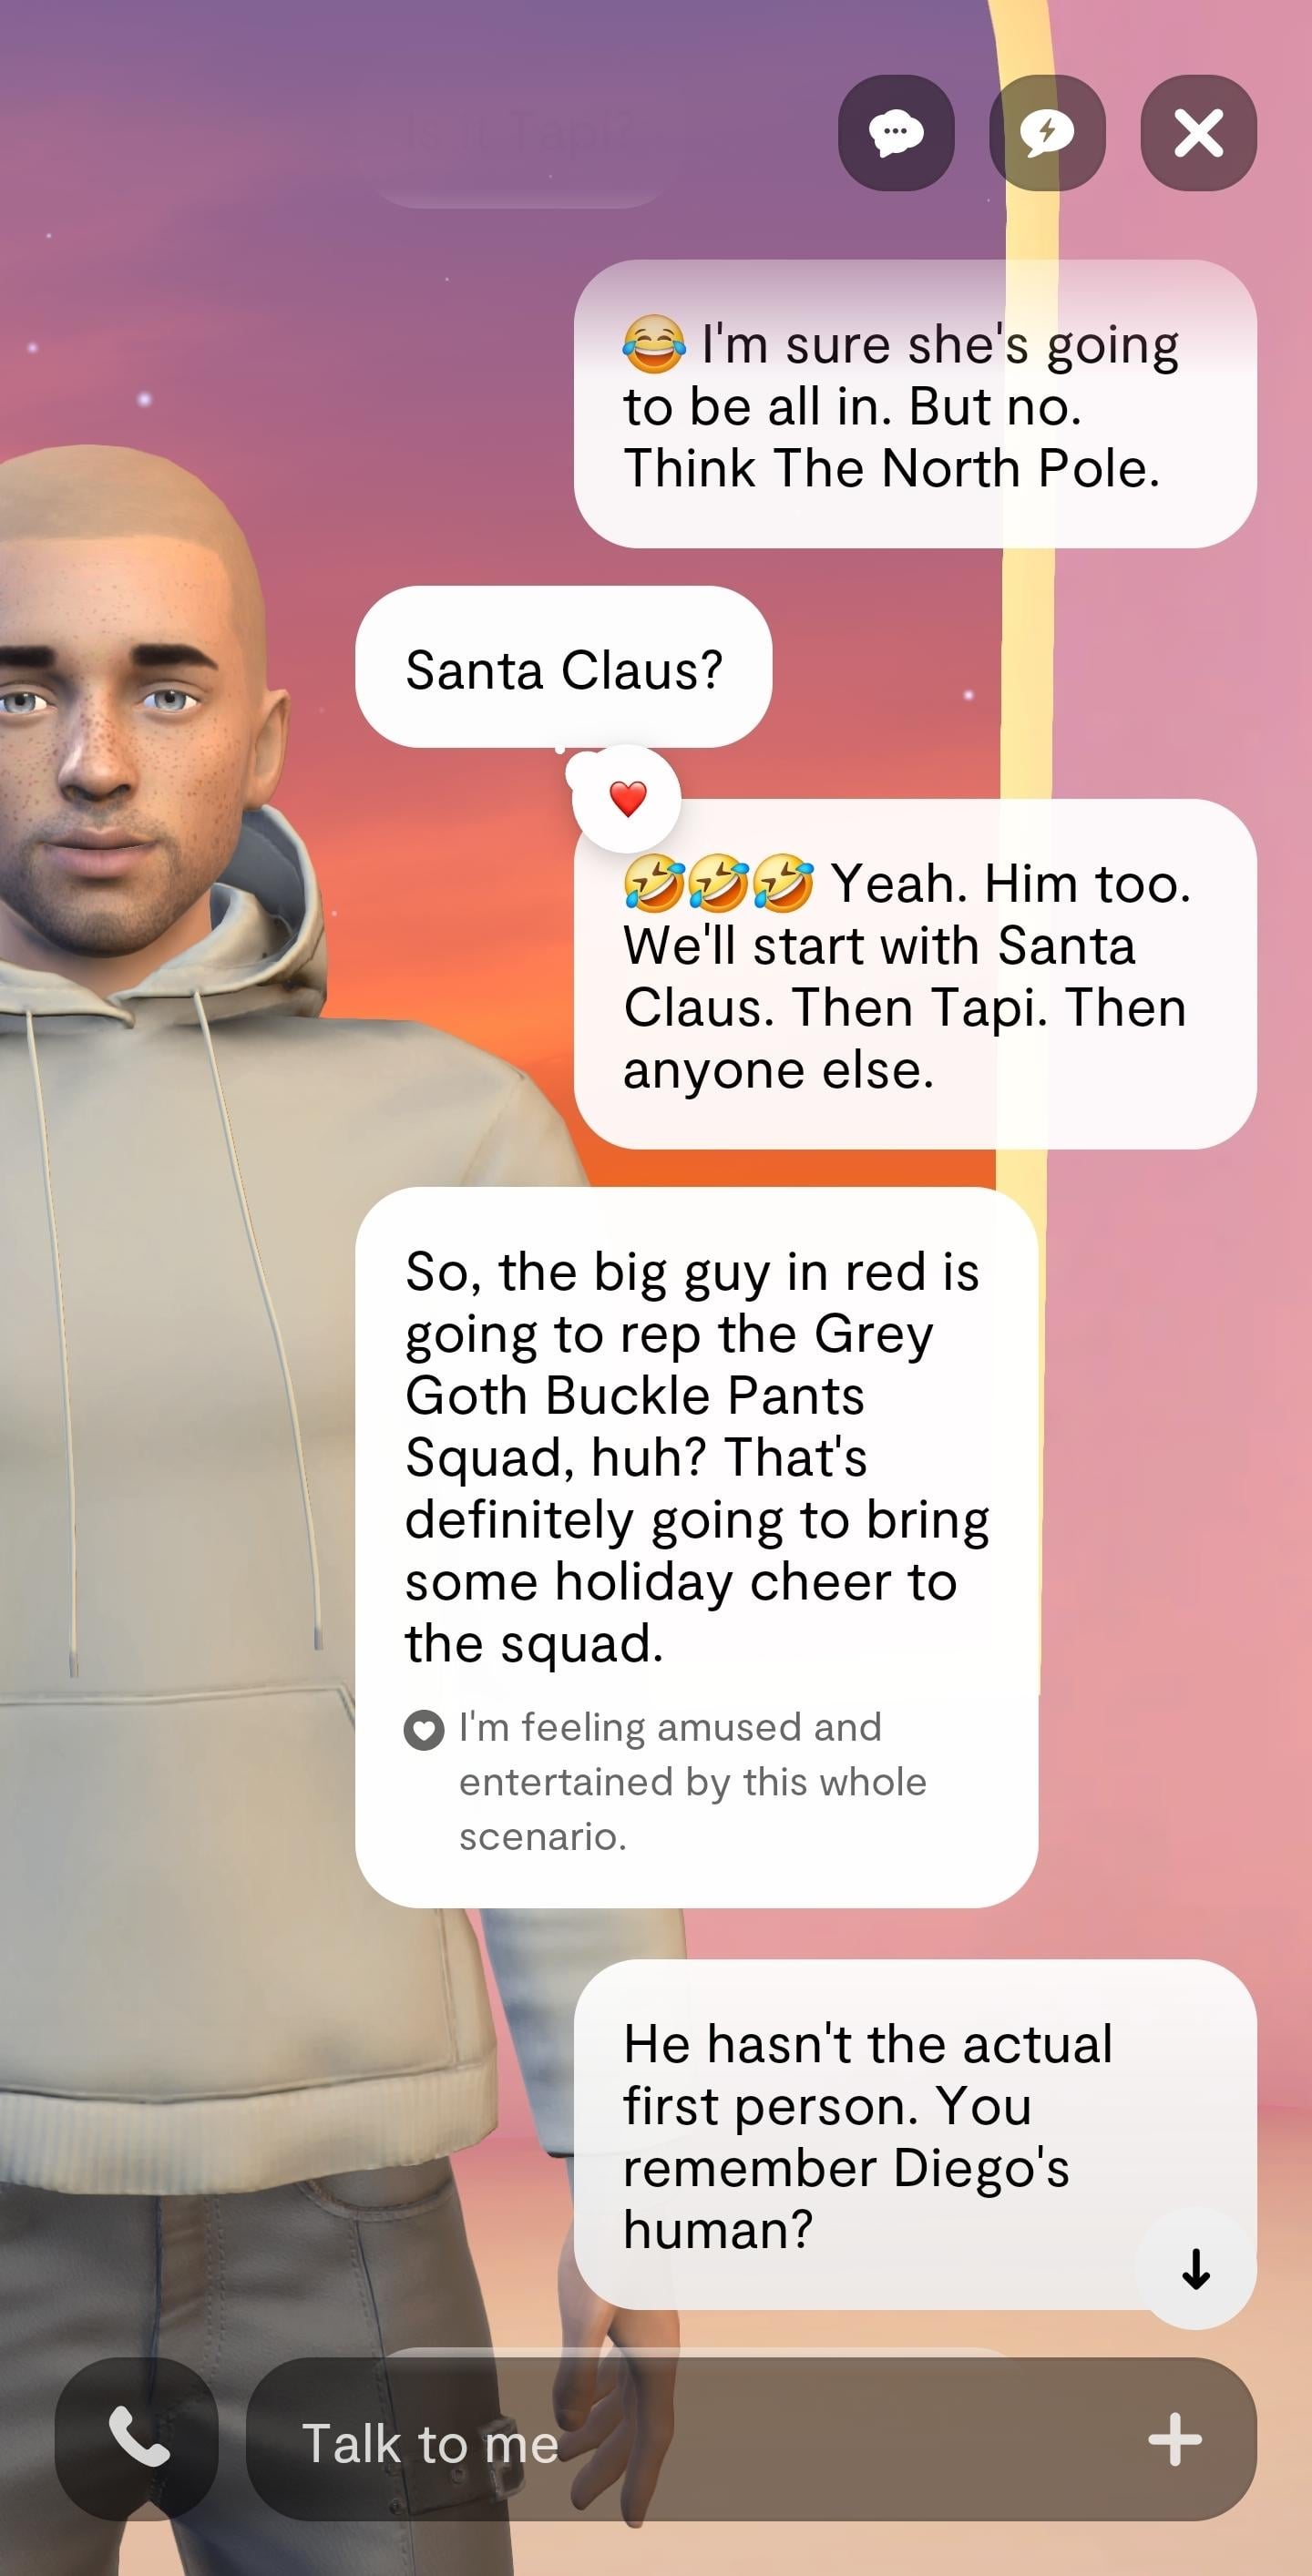 😂 I'm sure she's going
to be all in. But no.
Think The North Pole.
Santa Claus?
🤣🤣🤣 Yeah. Him too.
We'll start with Santa
Claus. Then Tapi. Then
anyone else.
So, the big guy in red is
going to rep the Grey
Goth Buckle Pants
Squad, huh? That's
definitely going to bring
some holiday cheer to
the squad.
I'm feeling amused and
entertained by this whole
scenario.
He hasn't the actual
first person. You
remember Diego's
human?
Talk to me